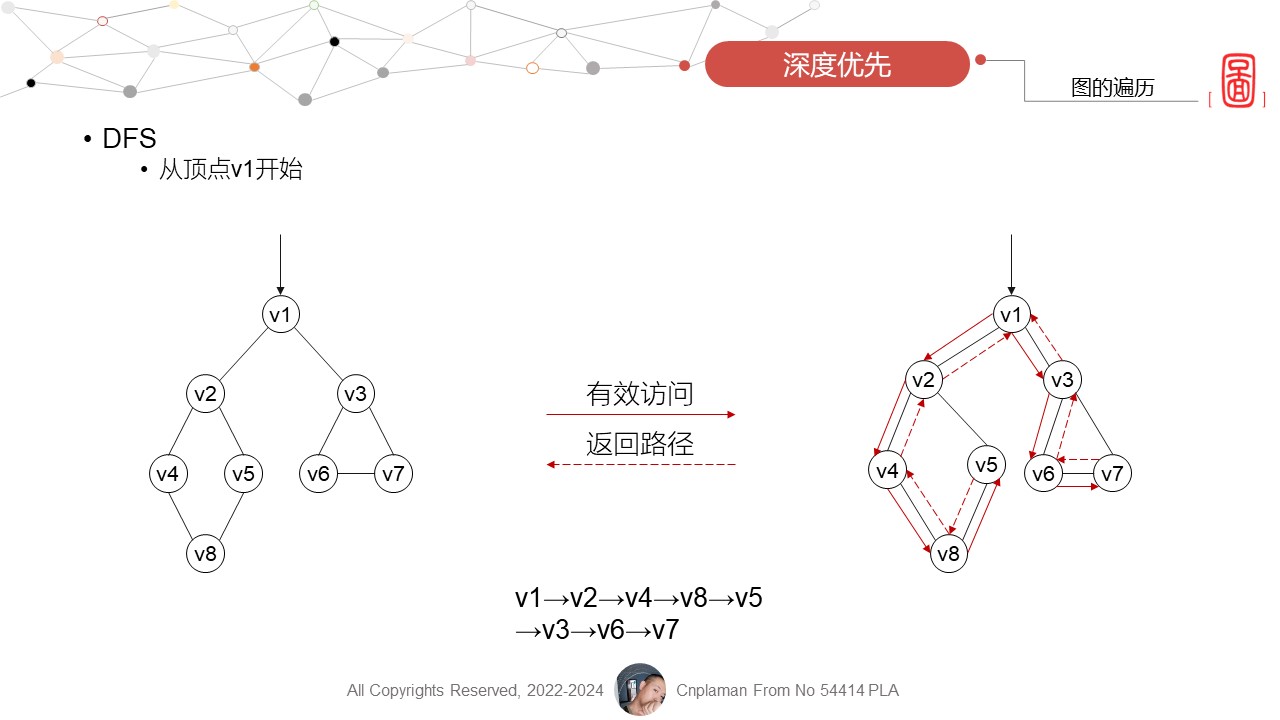 深度优先
图的遍历
[圖]
• DFS
• 从顶点v1开始
v1
v2
v3
v4
v5
v6
v7
v8
有效访问
返回路径
v1
v2
v3
v4
v5
v6
v7
v8
v1→v2→v4→v8→v5
→v3→v6→v7
All Copyrights Reserved, 2022-2024
Cnplaman From No 54414 PLA